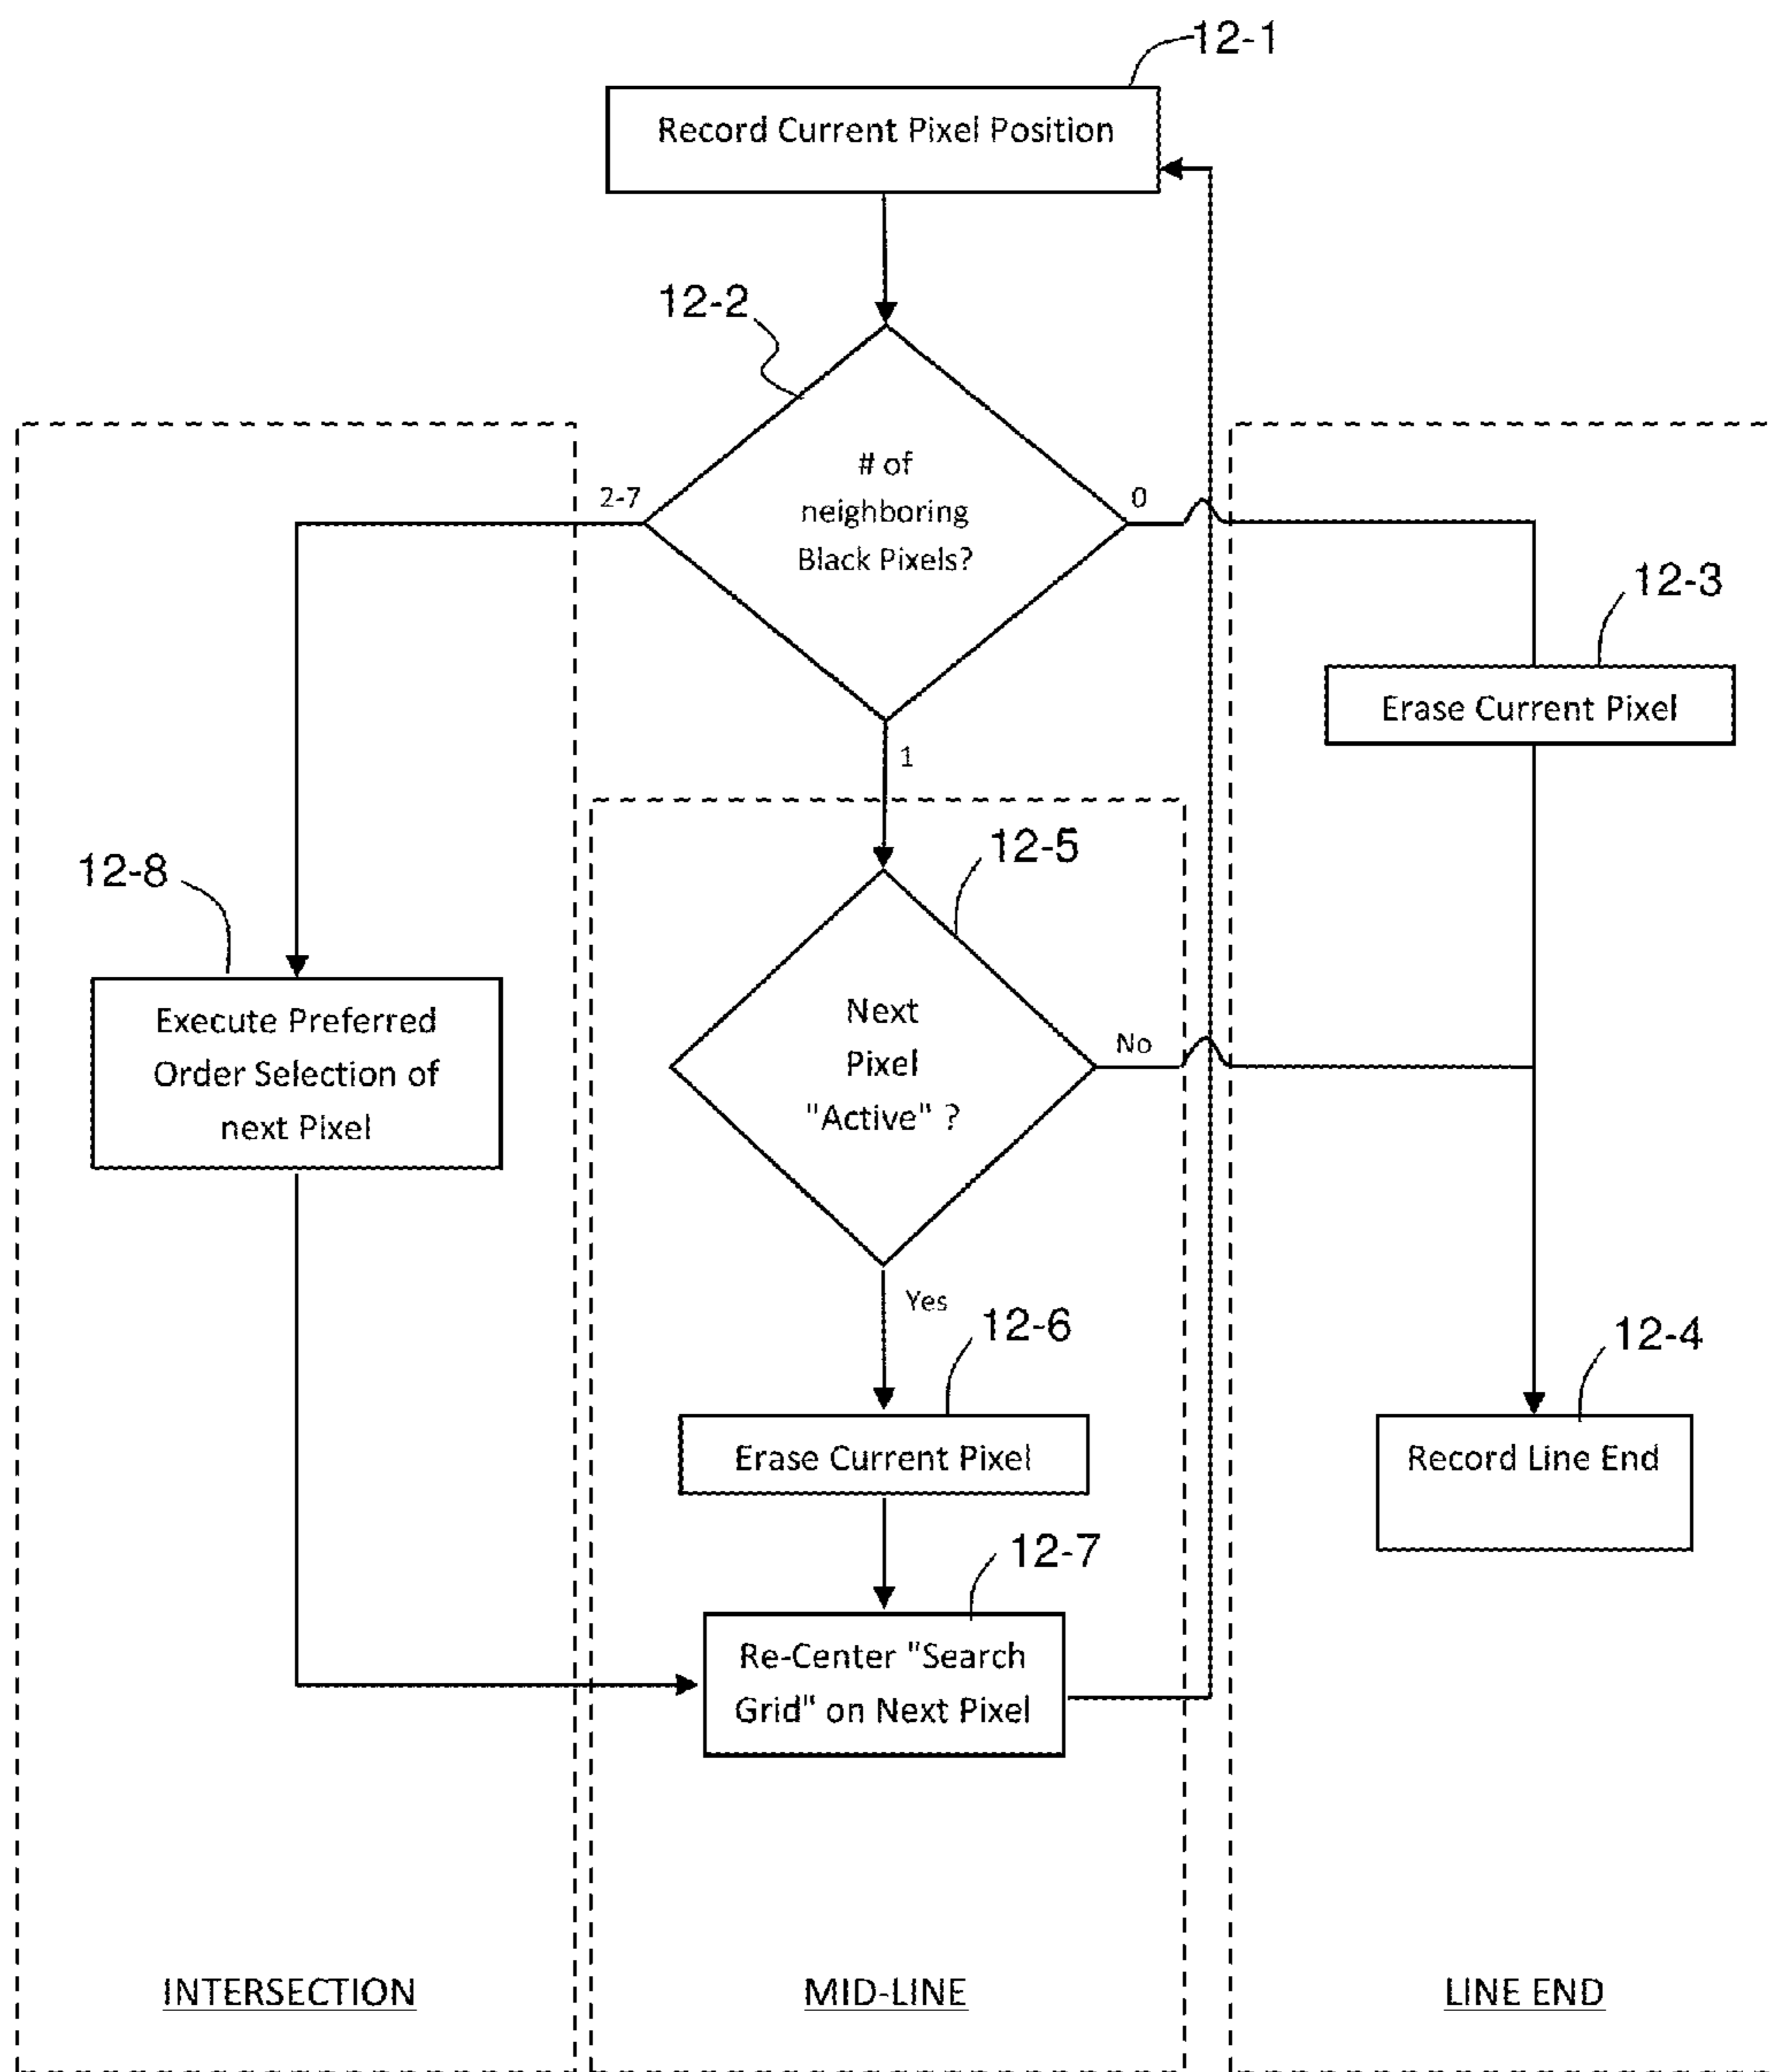 12-1
Record Current Pixel Position
12-2
# of
neighboring
Black Pixels?
2-7
0
1
12-3
Erase Current Pixel
12-5
Next
Pixel
"Active" ?
No
Yes
12-8
Execute Preferred
Order Selection of
next Pixel
12-6
Erase Current Pixel
12-4
Record Line End
12-7
Re-Center "Search
Grid" on Next Pixel
INTERSECTION
MID-LINE
LINE END